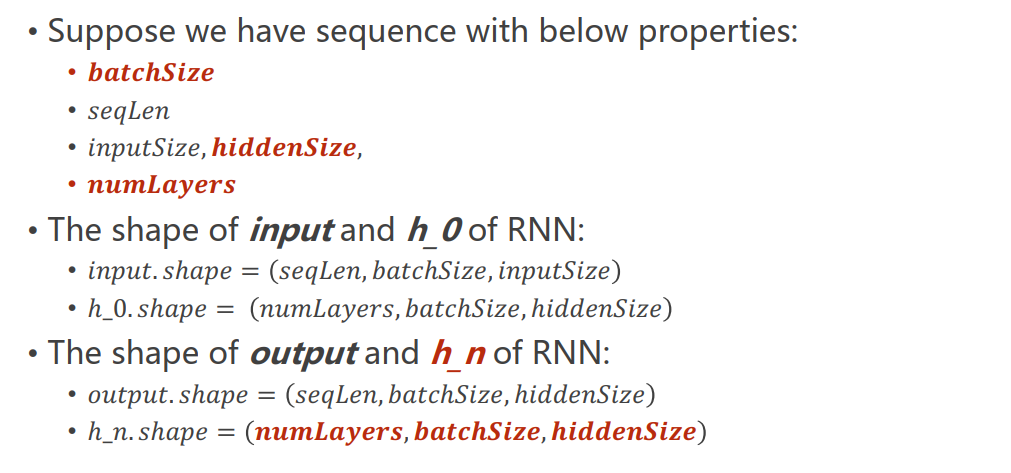 • Suppose we have sequence with below properties:
• batchSize
• seqLen
• inputSize, hiddenSize,
• numLayers
• The shape of input and h_0 of RNN:
• input.shape = (seqLen, batchSize, inputSize)
• h_0.shape = (numLayers, batchSize, hiddenSize)
• The shape of output and h_n of RNN:
• output.shape = (seqLen, batchSize, hiddenSize)
• h_n.shape = (numLayers, batchSize, hiddenSize)